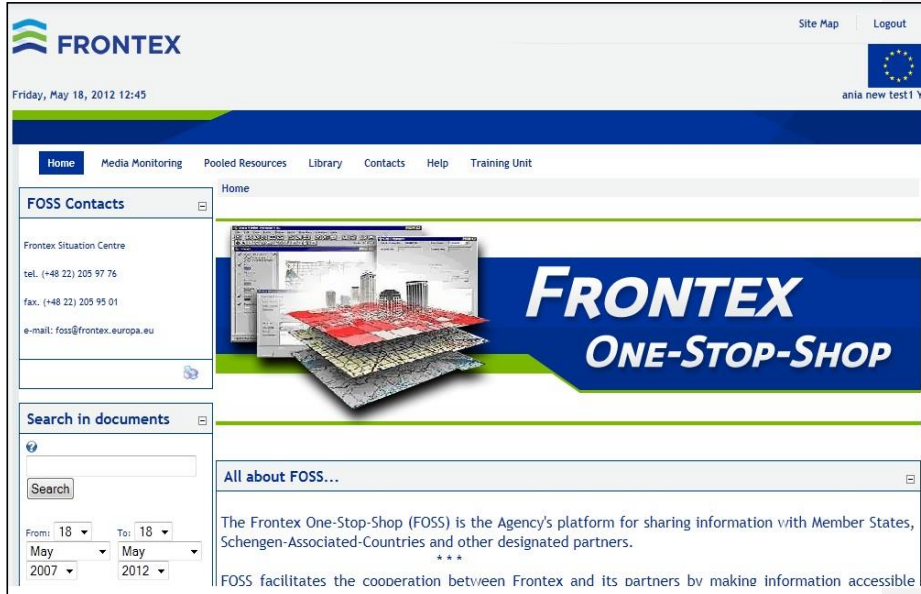 Site Map Logout
FRONTEX
Friday, May 18, 2012 12:45
ania new test1 Y
Home Media Monitoring Pooled Resources Library Contacts Help Training Unit
Home
FOSS Contacts
Frontex Situation Centre
tel. (+48 22) 205 97 76
fax. (+48 22) 205 95 01
e-mail: foss@frontex.europa.eu
FRONTEX
ONE-STOP-SHOP
Search in documents
Search
From: 18 To: 18
May May
2007 2012
All about FOSS...
The Frontex One-Stop-Shop (FOSS) is the Agency's platform for sharing information with Member States,
Schengen-Associated-Countries and other designated partners.
* * *
FOSS facilitates the cooperation between Frontex and its partners by making information accessible